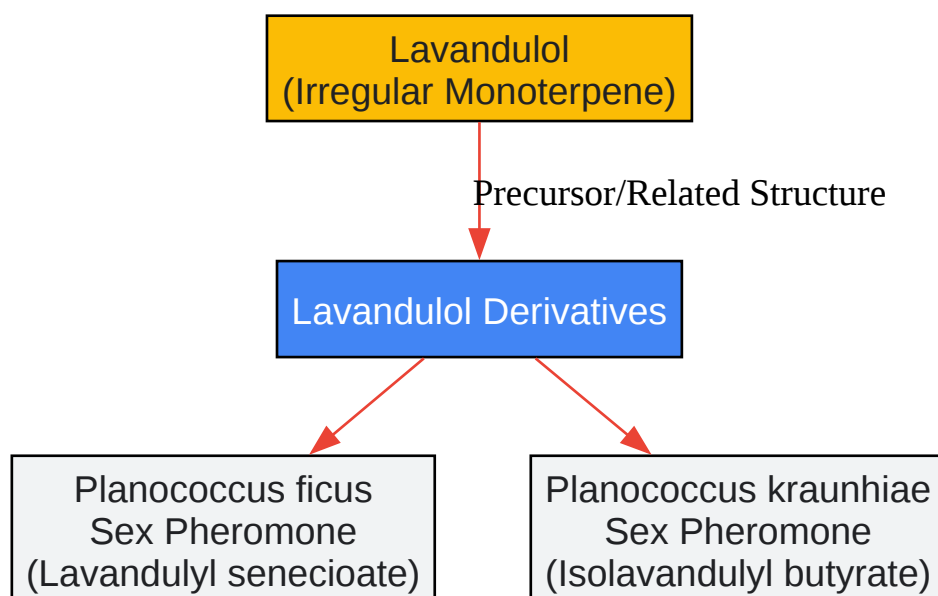 Lavandulol
(Irregular Monoterpene)
Precursor/Related Structure
Lavandulol Derivatives
Planococcus ficus
Sex Pheromone
(Lavandulyl senecioate)
Planococcus kraunhiae
Sex Pheromone
(Isolavandulyl butyrate)